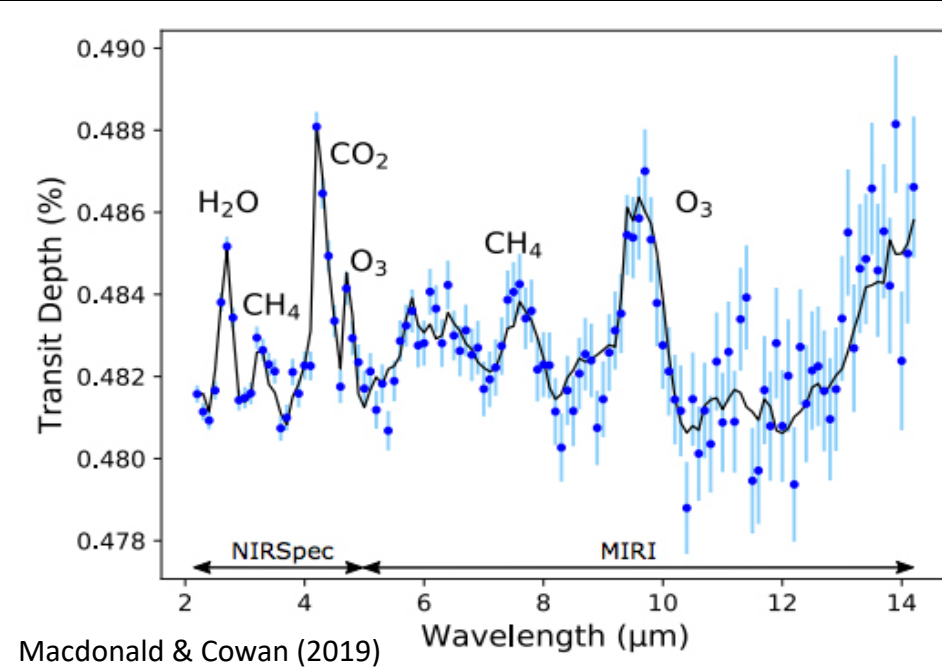 0.490
0.488
0.486
0.484
0.482
0.480
0.478
Transit Depth (%)
H₂O
CH₄
CO₂
O₃
CH₄
O₃
NIRSpec
MIRI
2 4 6 8 10 12 14
Wavelength (μm)
Macdonald & Cowan (2019)